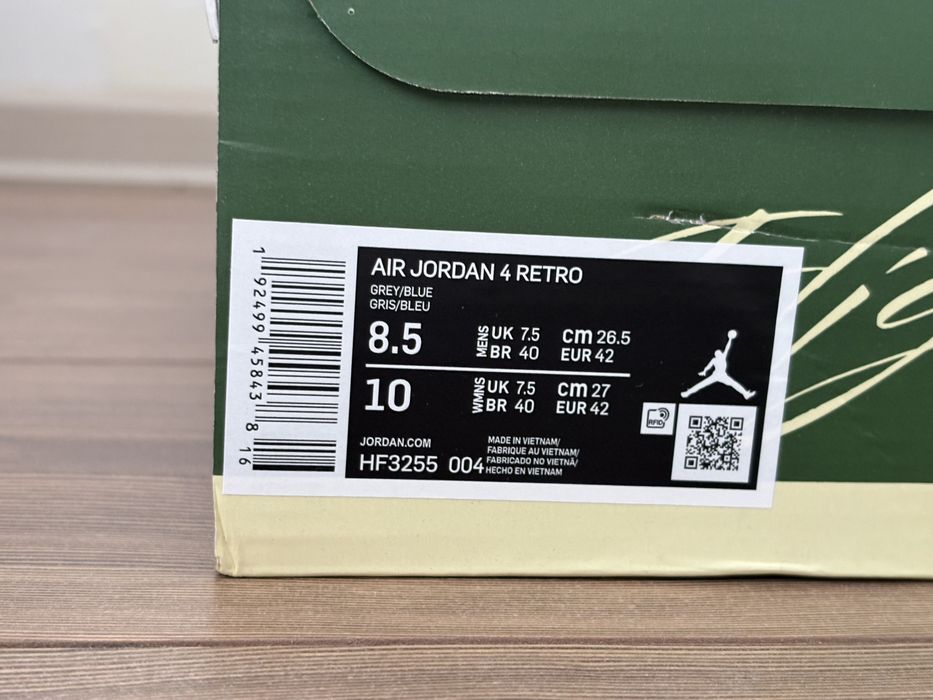 AIR JORDAN 4 RETRO
GREY/BLUE
GRIS/BLEU
8.5 MENS UK 7.5 CM 26.5
BR 40 EUR 42
10 WMNS UK 7.5 CM 27
BR 40 EUR 42
RFID
JORDAN.COM
HF3255 004
MADE IN VIETNAM/
FABRIQUE AU VIETNAM/
FABRICADO NO VIETNÃ/
HECHO EN VIETNAM
1 92499 45843 8 16